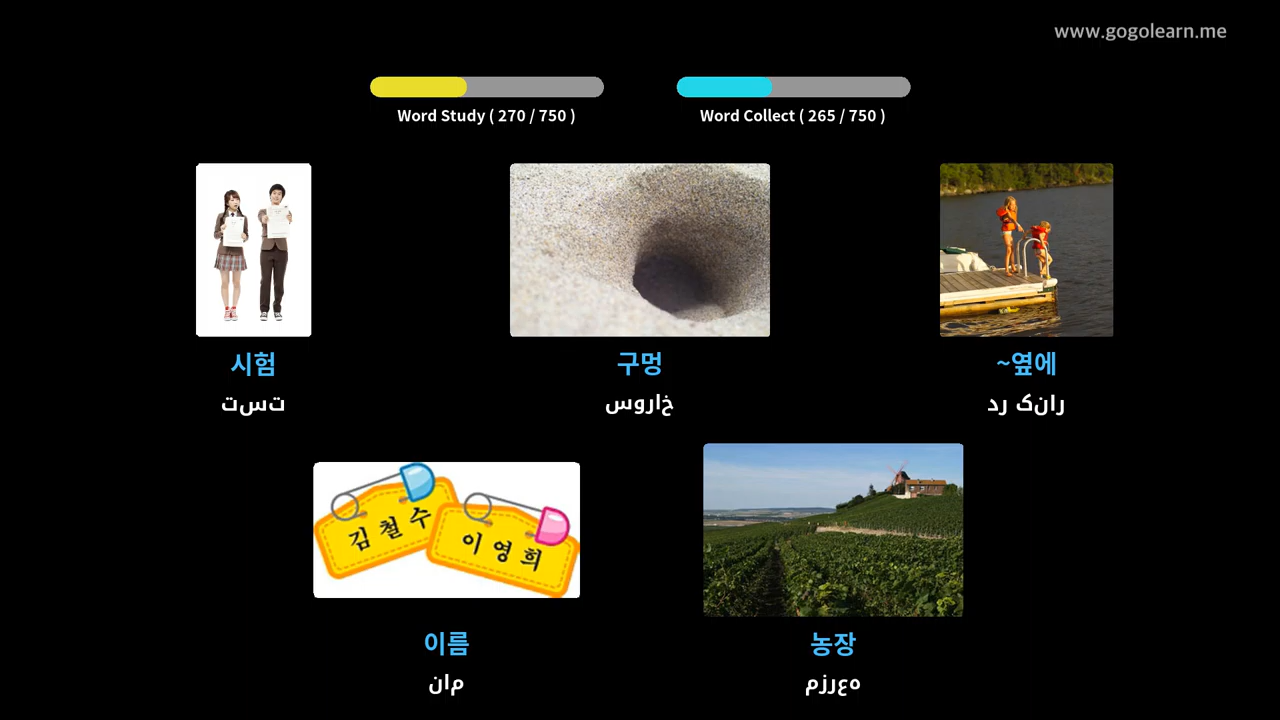 www.gogolearn.me
Word Study ( 270 / 750 )
Word Collect ( 265 / 750 )
시험
تست
구멍
سوراخ
~옆에
در کنار
김철수
이영희
이름
نام
농장
مزرعه